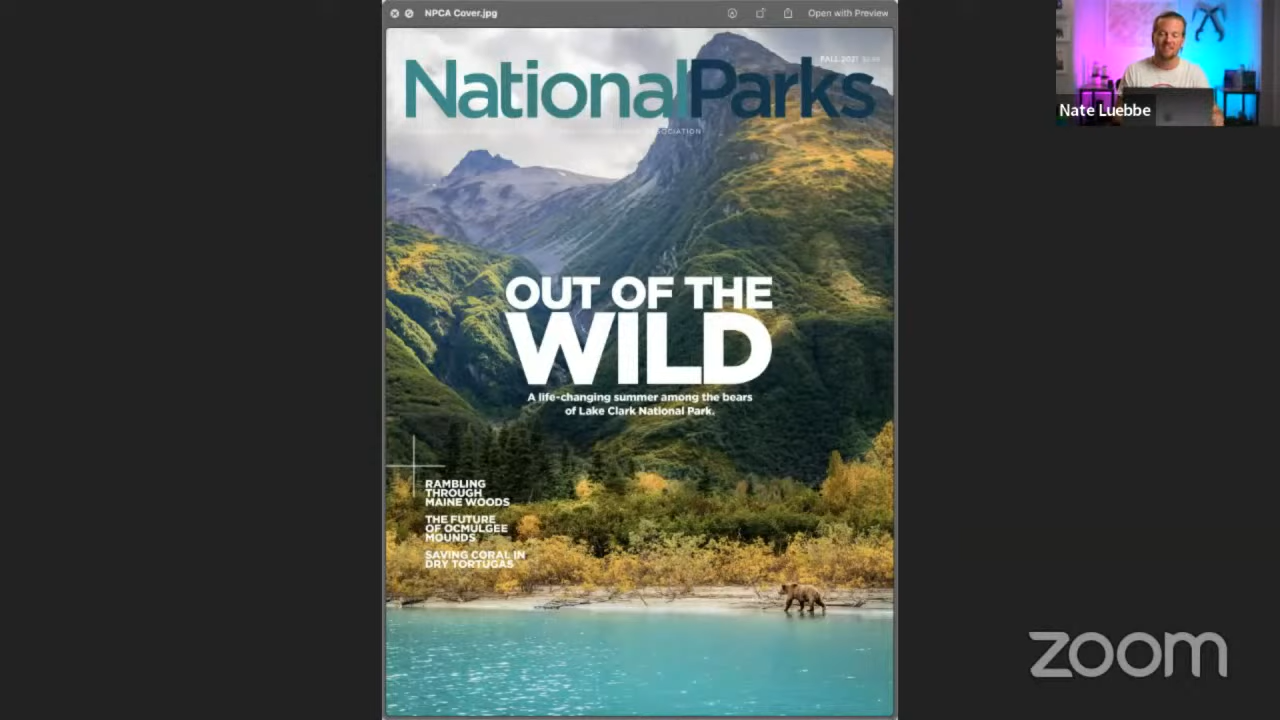 NPCA Cover.jpg
Open with Preview
FALL 2021
NationalParks
ASSOCIATION
OUT OF THE
WILD
A life-changing summer among the bears
of Lake Clark National Park.
RAMBLING
THROUGH
MAINE WOODS
THE FUTURE
OF OCMULGEE
MOUNDS
SAVING CORAL IN
DRY TORTUGAS
Nate Luebbe
zoom